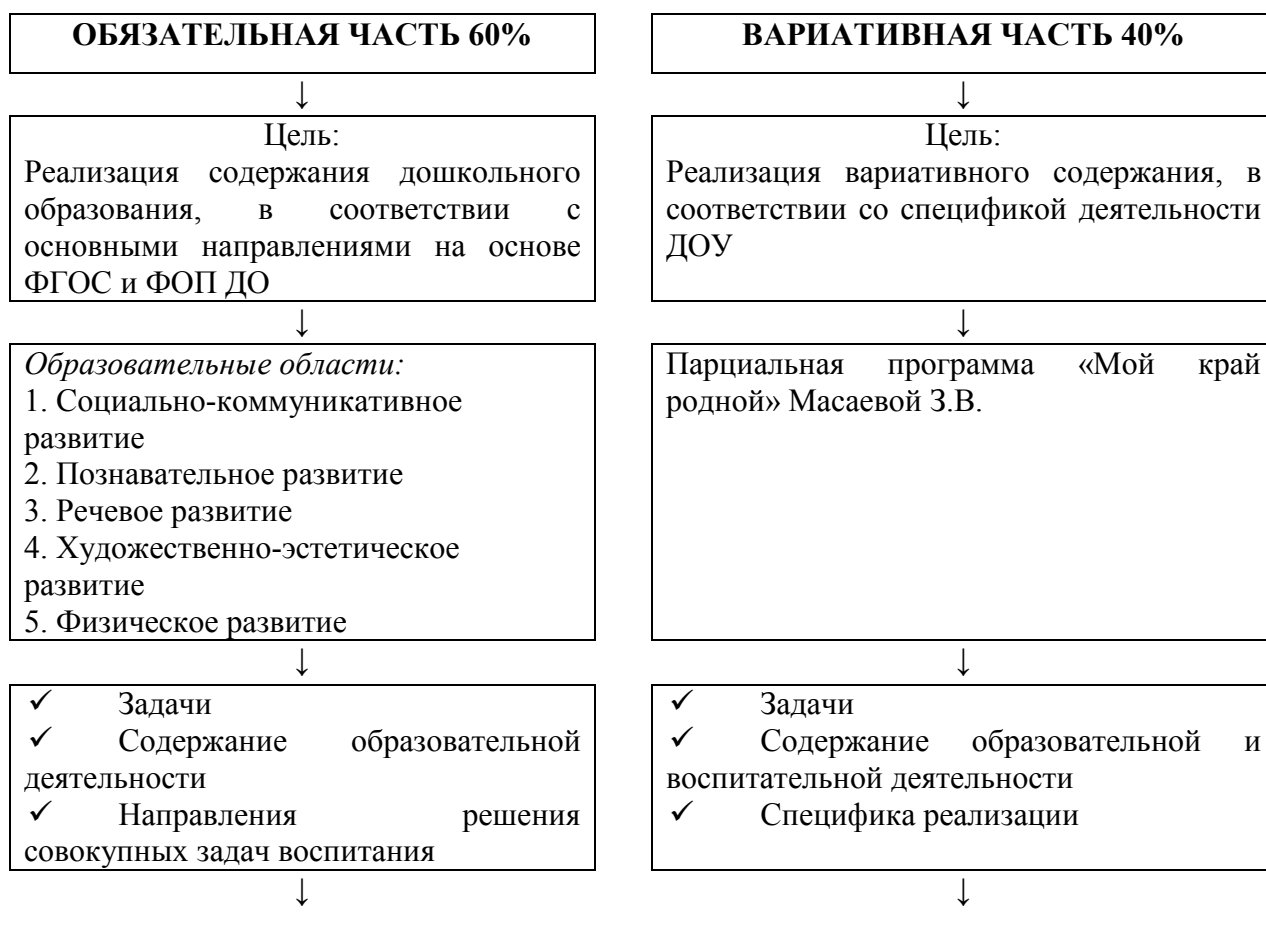 ОБЯЗАТЕЛЬНАЯ ЧАСТЬ 60%
ВАРИАТИВНАЯ ЧАСТЬ 40%
↓
↓
Цель:
Реализация содержания дошкольного
образования, в соответствии с
основными направлениями на основе
ФГОС и ФОП ДО
Цель:
Реализация вариативного содержания, в
соответствии со спецификой деятельности
ДОУ
↓
↓
Образовательные области:
1. Социально-коммуникативное
развитие
2. Познавательное развитие
3. Речевое развитие
4. Художественно-эстетическое
развитие
5. Физическое развитие
Парциальная программа «Мой край
родной» Масаевой З.В.
↓
↓
✓ Задачи
✓ Содержание образовательной
деятельности
✓ Направления решения
совокупных задач воспитания
✓ Задачи
✓ Содержание образовательной и
воспитательной деятельности
✓ Специфика реализации
↓
↓